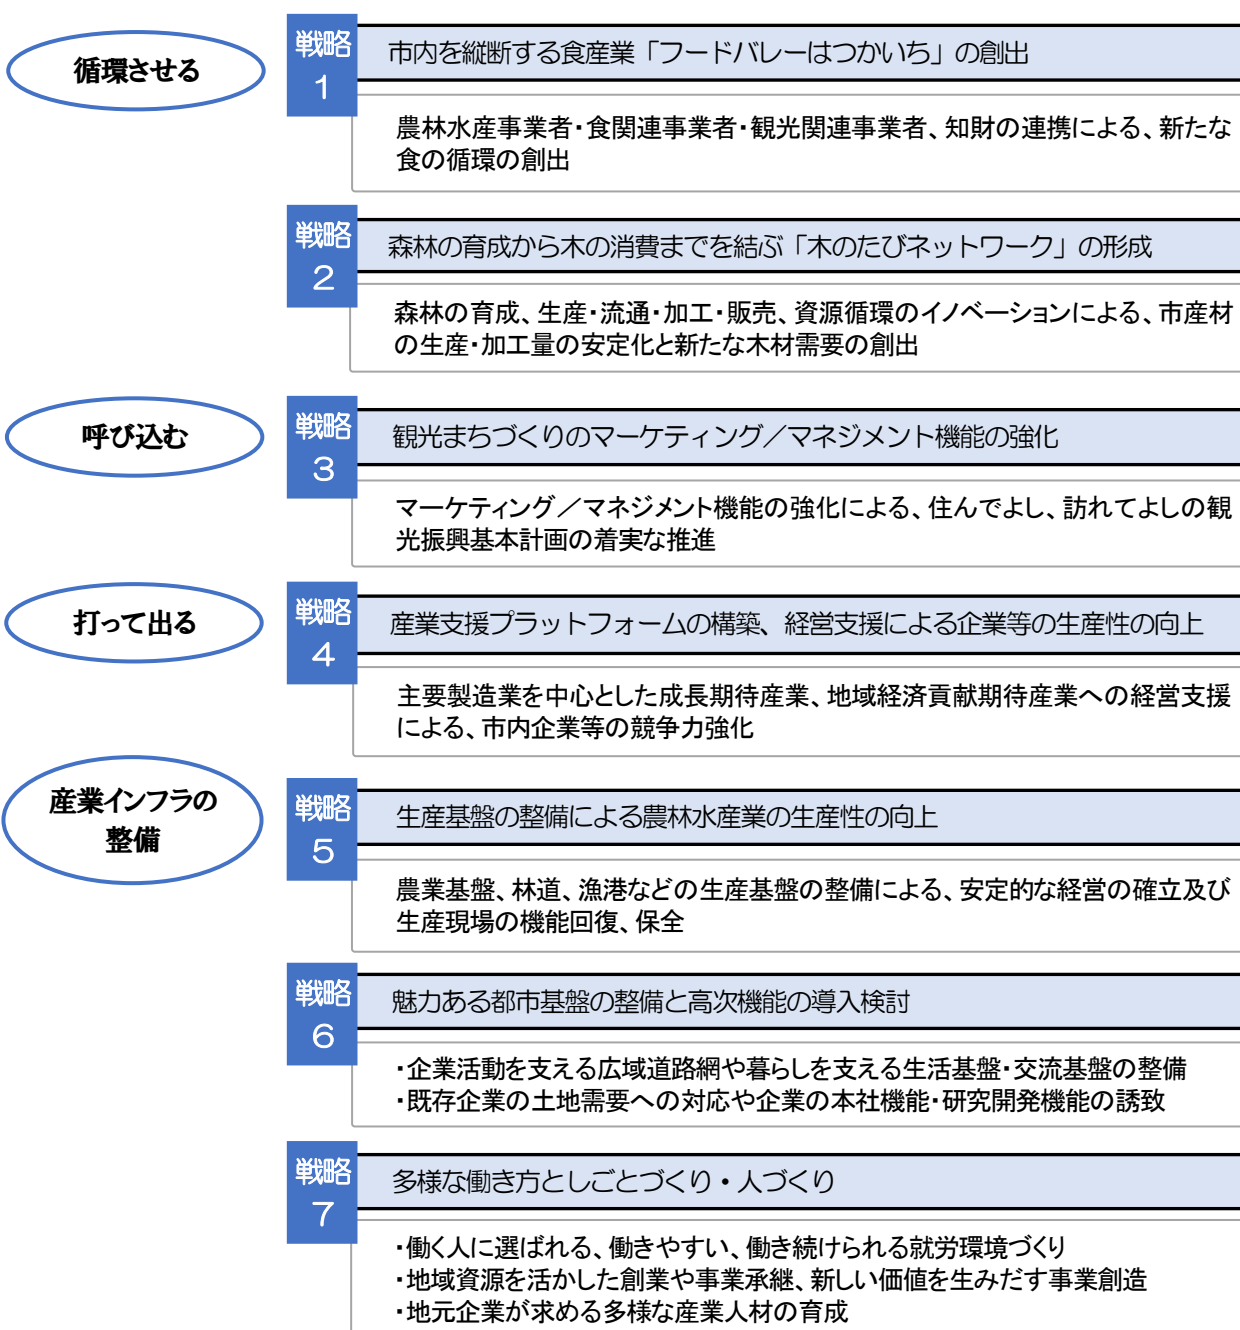 循環させる
戦略
1
市内を縦断する食産業「フードバレーはつかいち」の創出
農林水産事業者・食関連事業者・観光関連事業者、知財の連携による、新たな
食の循環の創出
戦略
2
森林の育成から木の消費までを結ぶ「木のたびネットワーク」の形成
森林の育成、生産・流通・加工・販売、資源循環のイノベーションによる、市産材
の生産・加工量の安定化と新たな木材需要の創出
呼び込む
戦略
3
観光まちづくりのマーケティング／マネジメント機能の強化
マーケティング／マネジメント機能の強化による、住んでよし、訪れてよしの観
光振興基本計画の着実な推進
打って出る
戦略
4
産業支援プラットフォームの構築、経営支援による企業等の生産性の向上
主要製造業を中心とした成長期待産業、地域経済貢献期待産業への経営支援
による、市内企業等の競争力強化
産業インフラの
整備
戦略
5
生産基盤の整備による農林水産業の生産性の向上
農業基盤、林道、漁港などの生産基盤の整備による、安定的な経営の確立及び
生産現場の機能回復、保全
戦略
6
魅力ある都市基盤の整備と高次機能の導入検討
・企業活動を支える広域道路網や暮らしを支える生活基盤・交流基盤の整備
・既存企業の土地需要への対応や企業の本社機能・研究開発機能の誘致
戦略
7
多様な働き方としごとづくり・人づくり
・働く人に選ばれる、働きやすい、働き続けられる就労環境づくり
・地域資源を活かした創業や事業承継、新しい価値を生みだす事業創造
・地元企業が求める多様な産業人材の育成